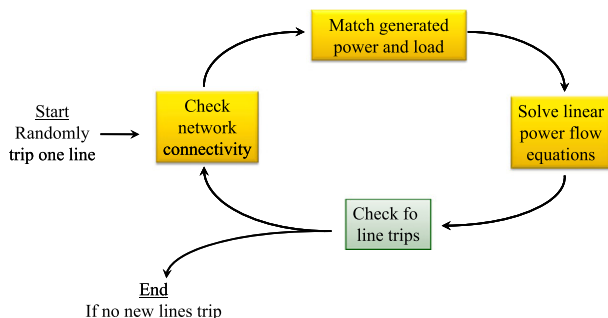 Match generated
power and load
Start
Randomly
trip one line
Check
network
connectivity
Solve linear
power flow
equations
Check fo
line trips
End
If no new lines trip